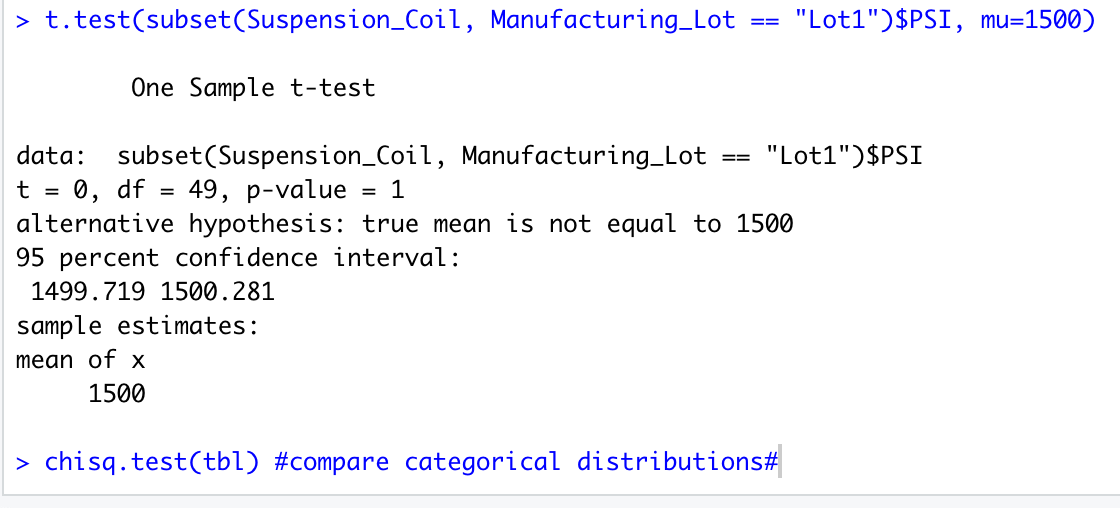 > t.test(subset(Suspension_Coil, Manufacturing_Lot == "Lot1")$PSI, mu=1500)
One Sample t-test
data:  subset(Suspension_Coil, Manufacturing_Lot == "Lot1")$PSI
t = 0, df = 49, p-value = 1
alternative hypothesis: true mean is not equal to 1500
95 percent confidence interval:
1499.719 1500.281
sample estimates:
mean of x
1500
> chisq.test(tbl) #compare categorical distributions#